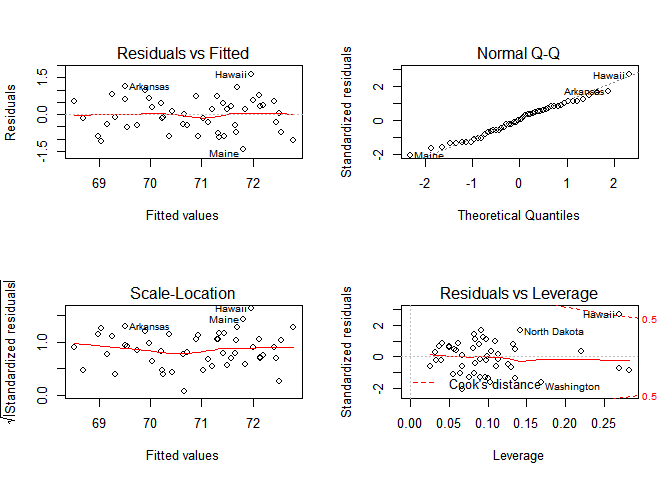 Residuals vs Fitted
Residuals
1.5
0.0
-1.5
Arkansas
Hawaii
Maine
69
70
71
72
Fitted values
Normal Q-Q
Standardized residuals
2
0
-2
Hawaii
Arkansas
Maine
-2
-1
0
1
2
Theoretical Quantiles
Scale-Location
√|Standardized residuals|
1.0
0.0
Arkansas
Hawaii
Maine
69
70
71
72
Fitted values
Residuals vs Leverage
Standardized residuals
2
0
-2
Hawaii
North Dakota
Washington
Cook's distance
0.5
0.5
0.00
0.05
0.10
0.15
0.20
0.25
Leverage